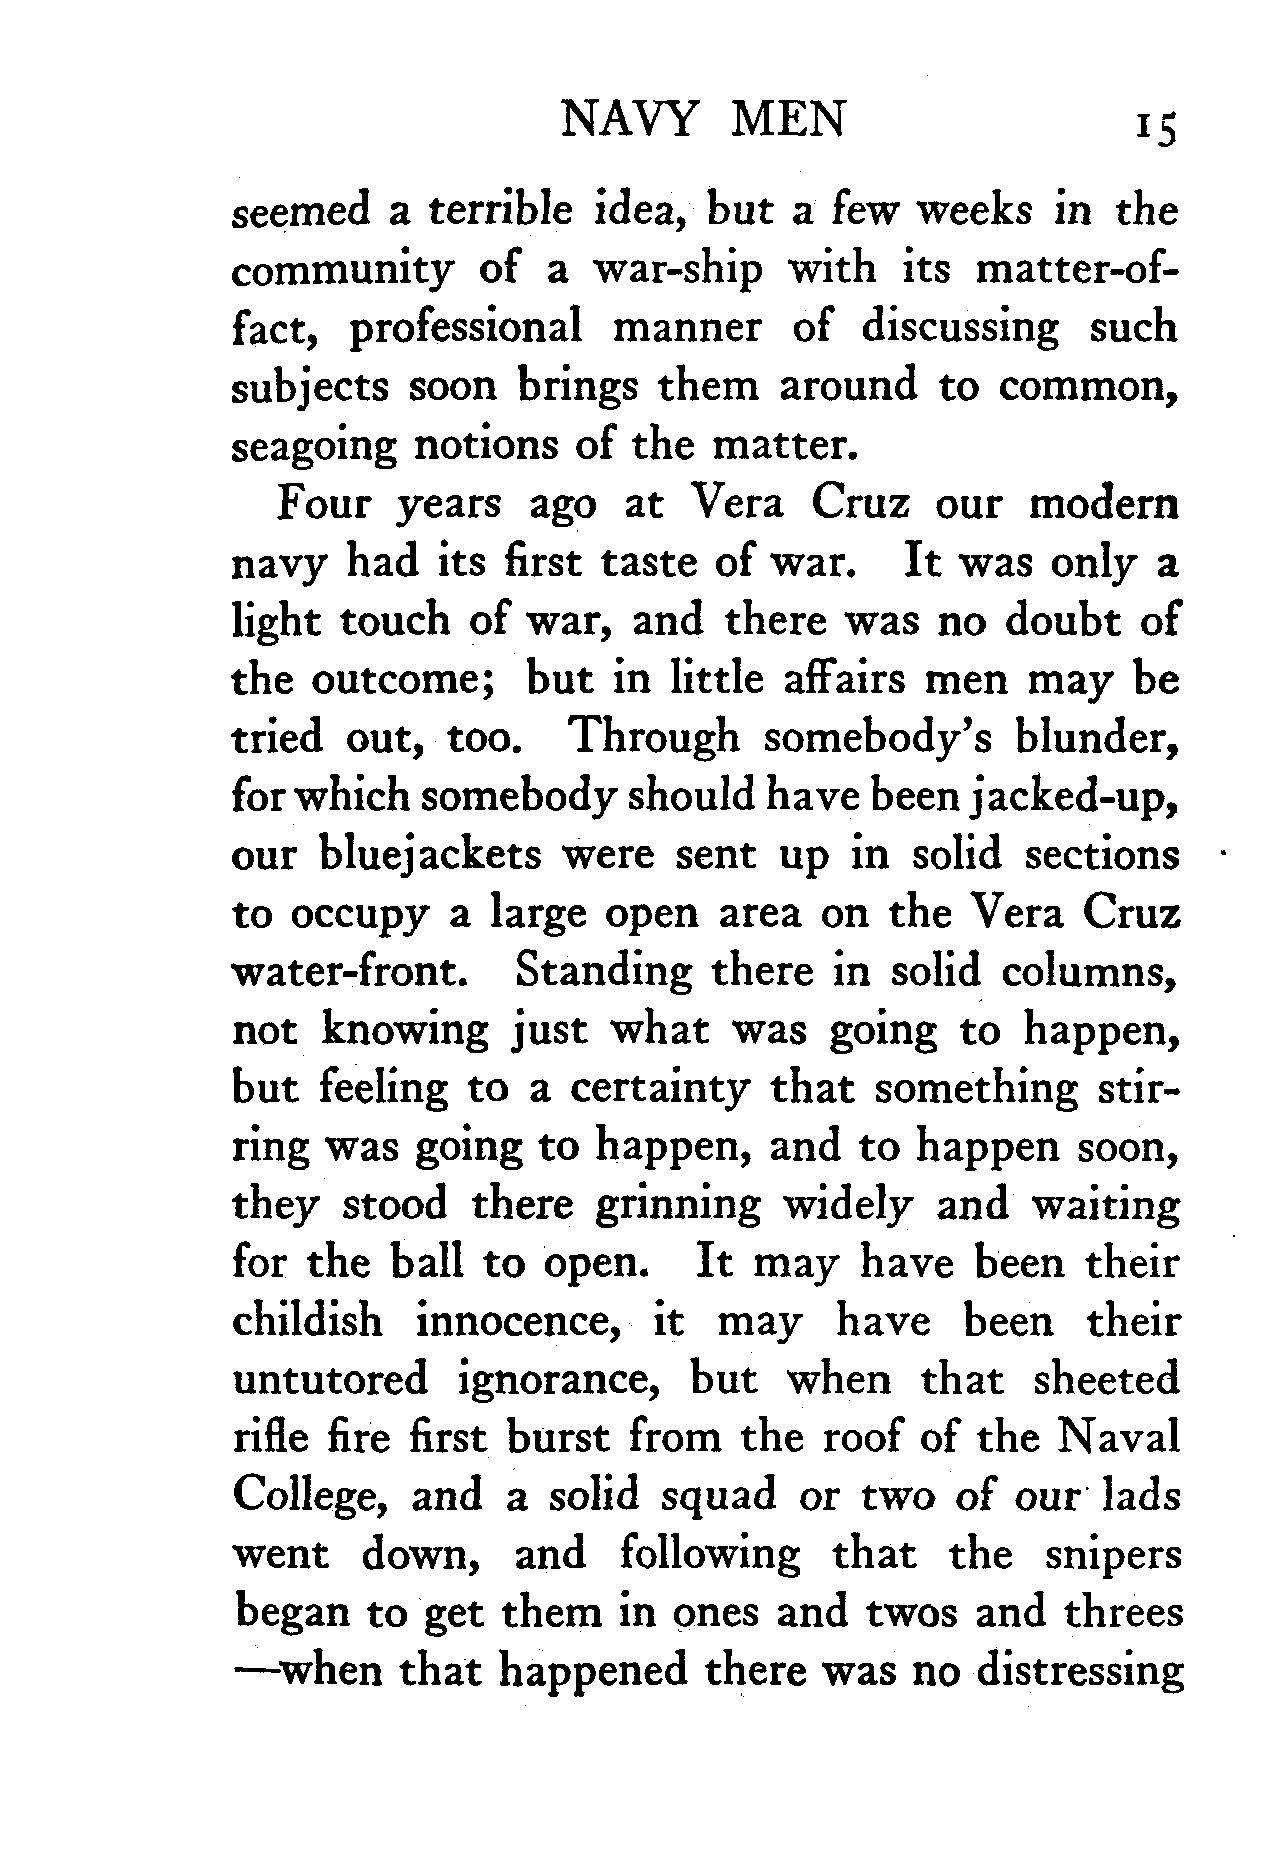 NAVY MEN 15
seemed a terrible idea, but a few weeks in the
community of a war-ship with its matter-of-
fact, professional manner of discussing such
subjects soon brings them around to common,
seagoing notions of the matter.
Four years ago at Vera Cruz our modern
navy had its first taste of war. It was only a
light touch of war, and there was no doubt of
the outcome; but in little affairs men may be
tried out, too. Through somebody's blunder,
for which somebody should have been jacked-up,
our bluejackets were sent up in solid sections
to occupy a large open area on the Vera Cruz
water-front. Standing there in solid columns,
not knowing just what was going to happen,
but feeling to a certainty that something stir-
ring was going to happen, and to happen soon,
they stood there grinning widely and waiting
for the ball to open. It may have been their
childish innocence, it may have been their
untutored ignorance, but when that sheeted
rifle fire first burst from the roof of the Naval
College, and a solid squad or two of our lads
went down, and following that the snipers
began to get them in ones and twos and threes
—when that happened there was no distressing